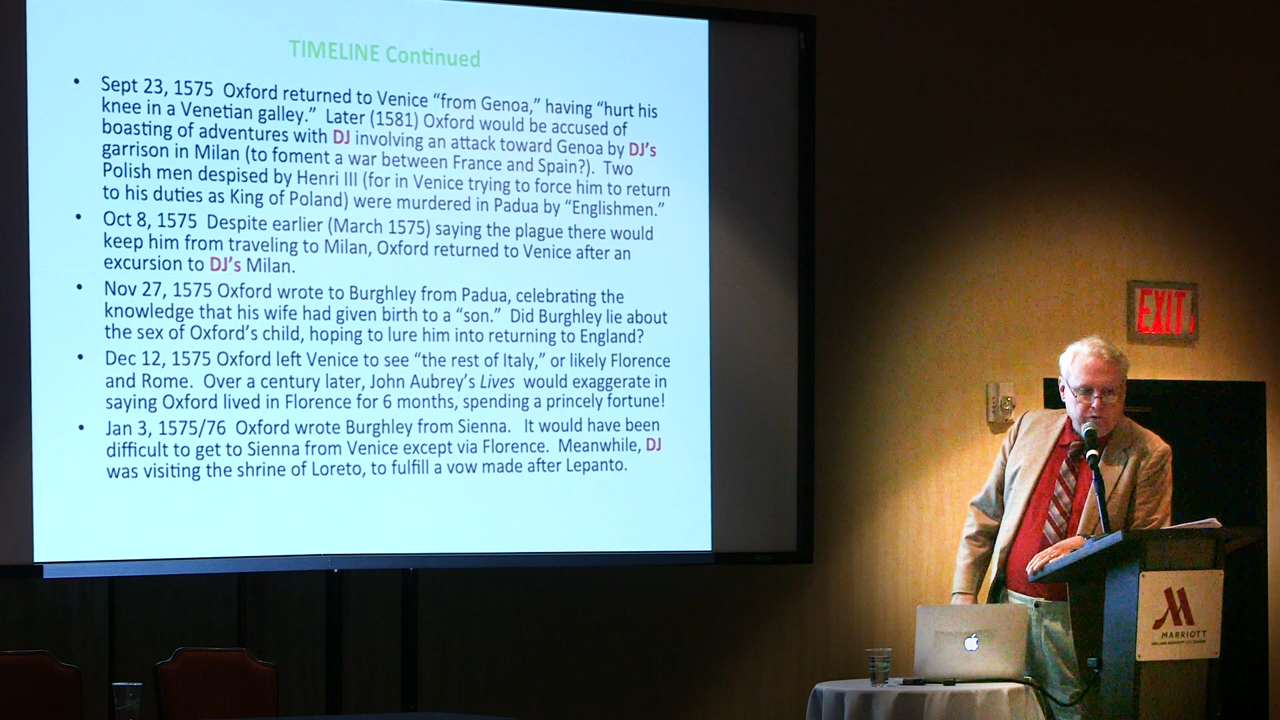 TIMELINE Continued
• Sept 23, 1575 Oxford returned to Venice “from Genoa,” having “hurt his
knee in a Venetian galley.” Later (1581) Oxford would be accused of
boasting of adventures with DJ involving an attack toward Genoa by DJ’s
garrison in Milan (to foment a war between France and Spain?). Two
Polish men despised by Henri III (for in Venice trying to force him to return
to his duties as King of Poland) were murdered in Padua by “Englishmen.”
• Oct 8, 1575 Despite earlier (March 1575) saying the plague there would
keep him from traveling to Milan, Oxford returned to Venice after an
excursion to DJ’s Milan.
• Nov 27, 1575 Oxford wrote to Burghley from Padua, celebrating the
knowledge that his wife had given birth to a “son.” Did Burghley lie about
the sex of Oxford’s child, hoping to lure him into returning to England?
• Dec 12, 1575 Oxford left Venice to see “the rest of Italy,” or likely Florence
and Rome. Over a century later, John Aubrey’s Lives would exaggerate in
saying Oxford lived in Florence for 6 months, spending a princely fortune!
• Jan 3, 1575/76 Oxford wrote Burghley from Sienna. It would have been
difficult to get to Sienna from Venice except via Florence. Meanwhile, DJ
was visiting the shrine of Loreto, to fulfill a vow made after Lepanto.
EXIT
MARRIOTT
OAKLAND MARRIOTT CITY CENTER